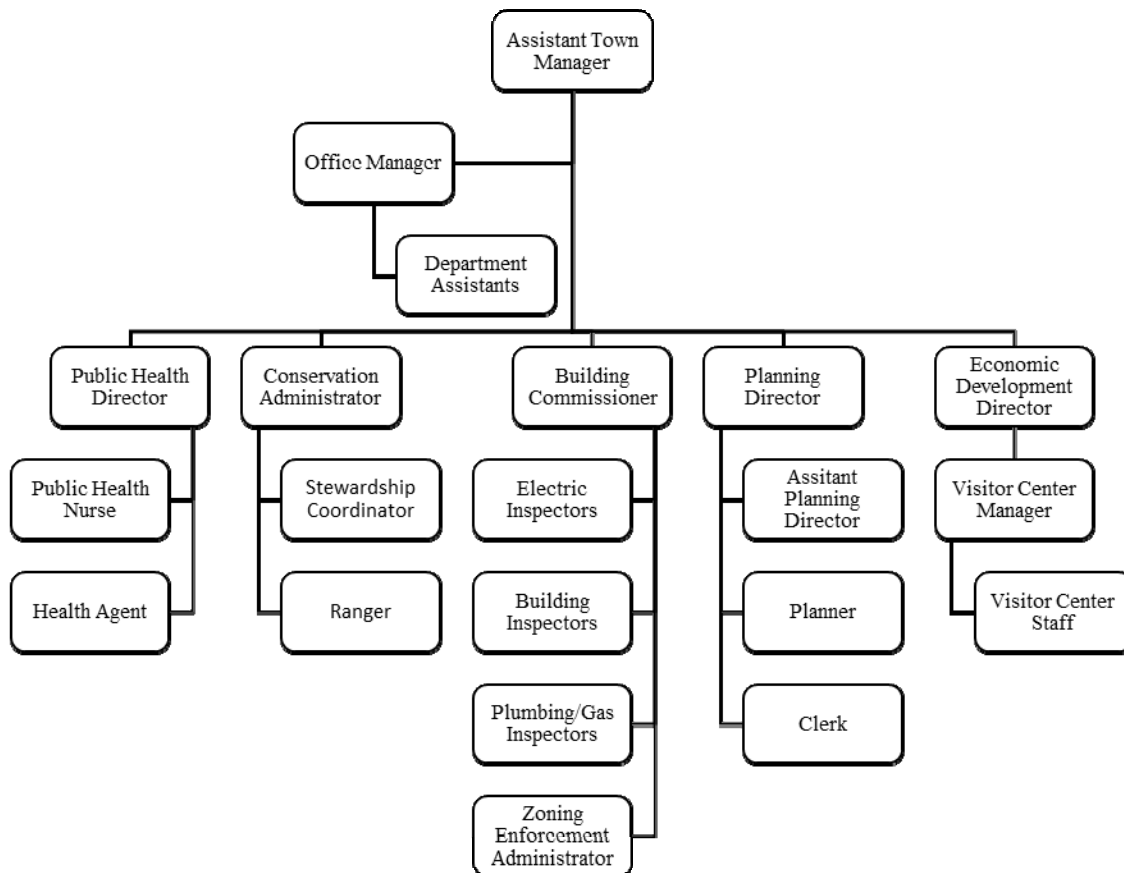 Assistant Town
Manager
Office Manager
Department
Assistants
Public Health
Director
Conservation
Administrator
Building
Commissioner
Planning
Director
Economic
Development
Director
Public Health
Nurse
Stewardship
Coordinator
Electric
Inspectors
Assitant
Planning
Director
Visitor Center
Manager
Health Agent
Ranger
Building
Inspectors
Planner
Visitor Center
Staff
Plumbing/Gas
Inspectors
Clerk
Zoning
Enforcement
Administrator